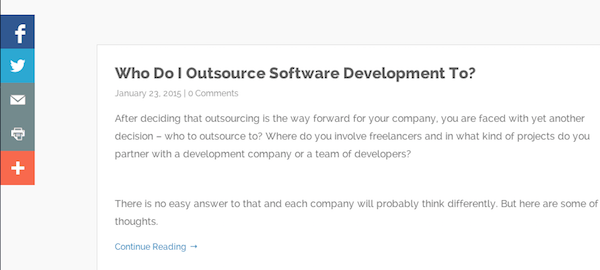 Who Do I Outsource Software Development To?
January 23, 2015 | 0 Comments
After deciding that outsourcing is the way forward for your company, you are faced with yet another
decision – who to outsource to? Where do you involve freelancers and in what kind of projects do you
partner with a development company or a team of developers?
There is no easy answer to that and each company will probably think differently. But here are some of
thoughts.
Continue Reading →